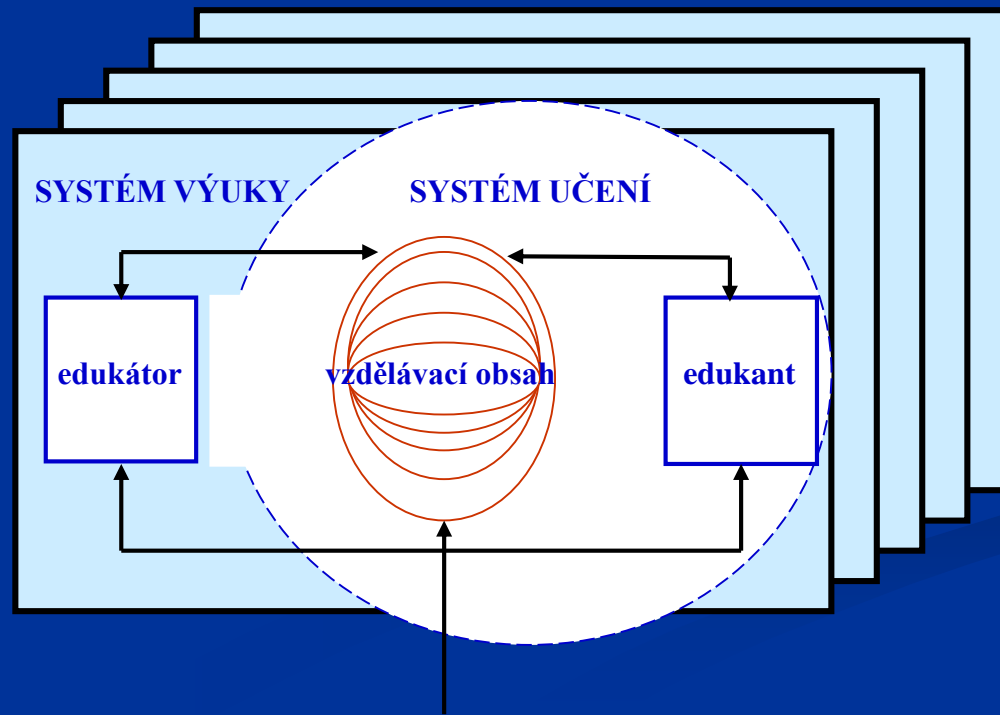 SYSTÉM VÝUKY
SYSTÉM UČENÍ
edukátor
vzdělávací obsah
edukant